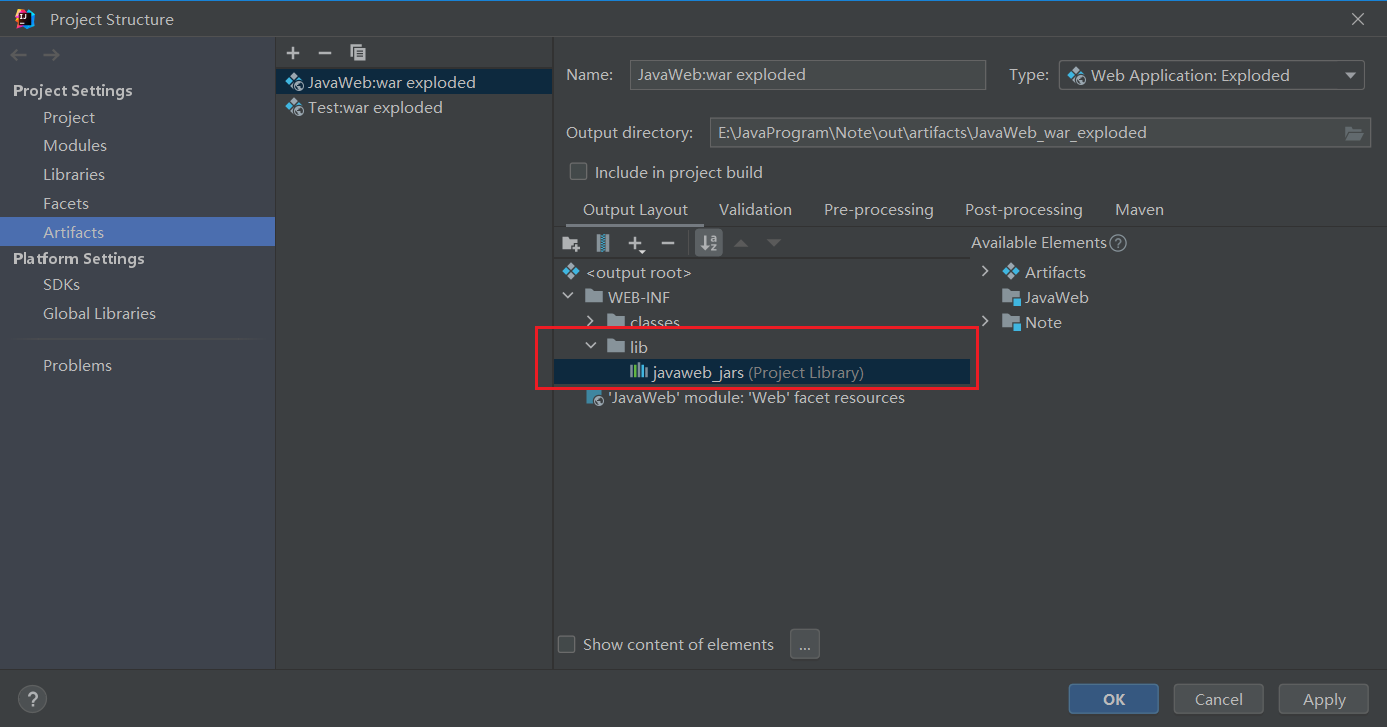 Project Structure
Project Settings
Project
Modules
Libraries
Facets
Artifacts
Platform Settings
SDKs
Global Libraries
Problems
JavaWeb:war exploded
Test:war exploded
Name: JavaWeb:war exploded Type: Web Application: Exploded
Output directory: E:\JavaProgram\Note\out\artifacts\JavaWeb_war_exploded
Include in project build
Output Layout Validation Pre-processing Post-processing Maven
Available Elements ?
<output root>
WEB-INF
classes
lib
javaweb_jars (Project Library)
'JavaWeb' module: 'Web' facet resources
Artifacts
JavaWeb
Note
Show content of elements ...
? OK Cancel Apply